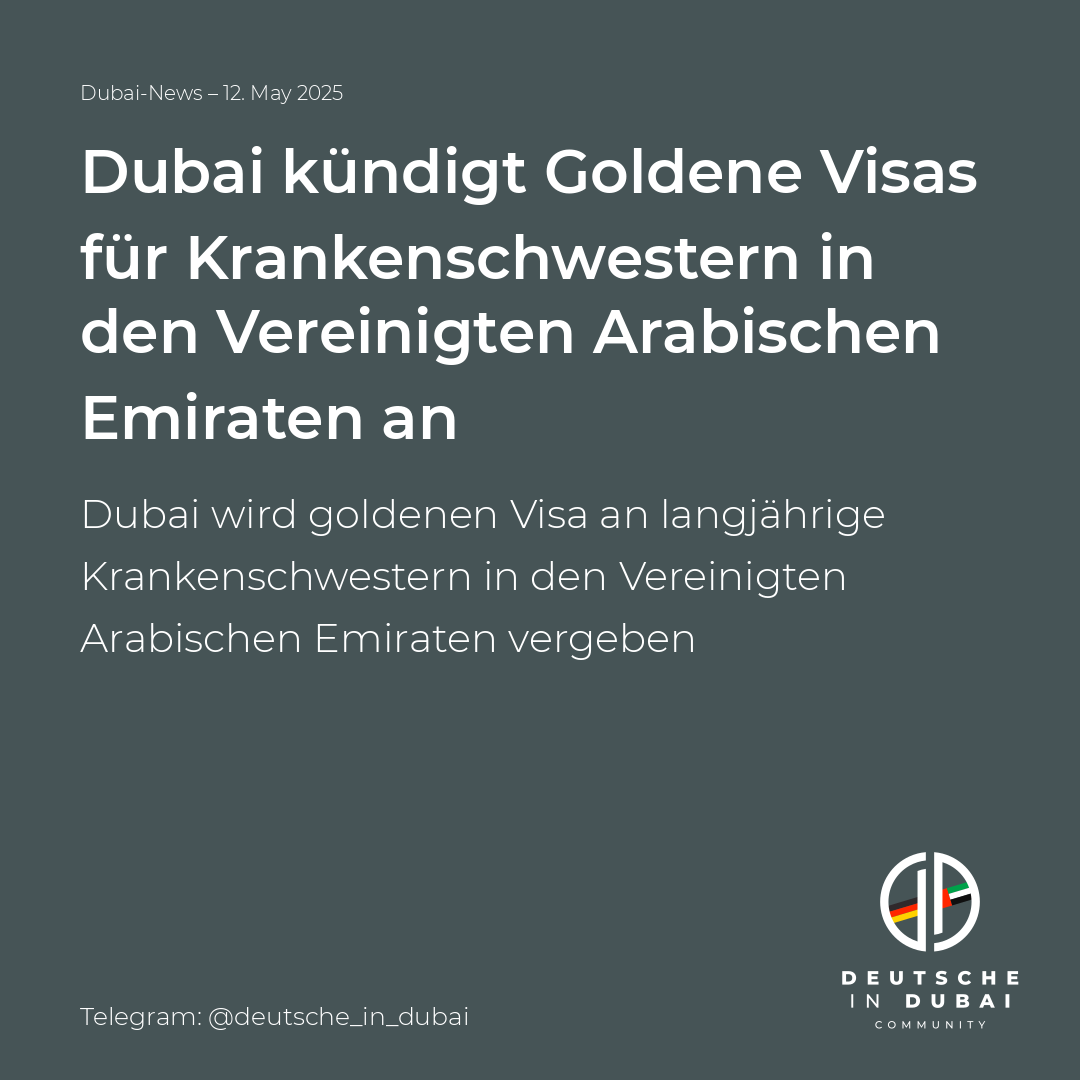 Dubai-News – 12. May 2025
Dubai kündigt Goldene Visas
für Krankenschwestern in
den Vereinigten Arabischen
Emiraten an
Dubai wird goldenen Visa an langjährige
Krankenschwestern in den Vereinigten
Arabischen Emiraten vergeben
DEUTSCHE
IN DUBAI
COMMUNITY
Telegram: @deutsche_in_dubai